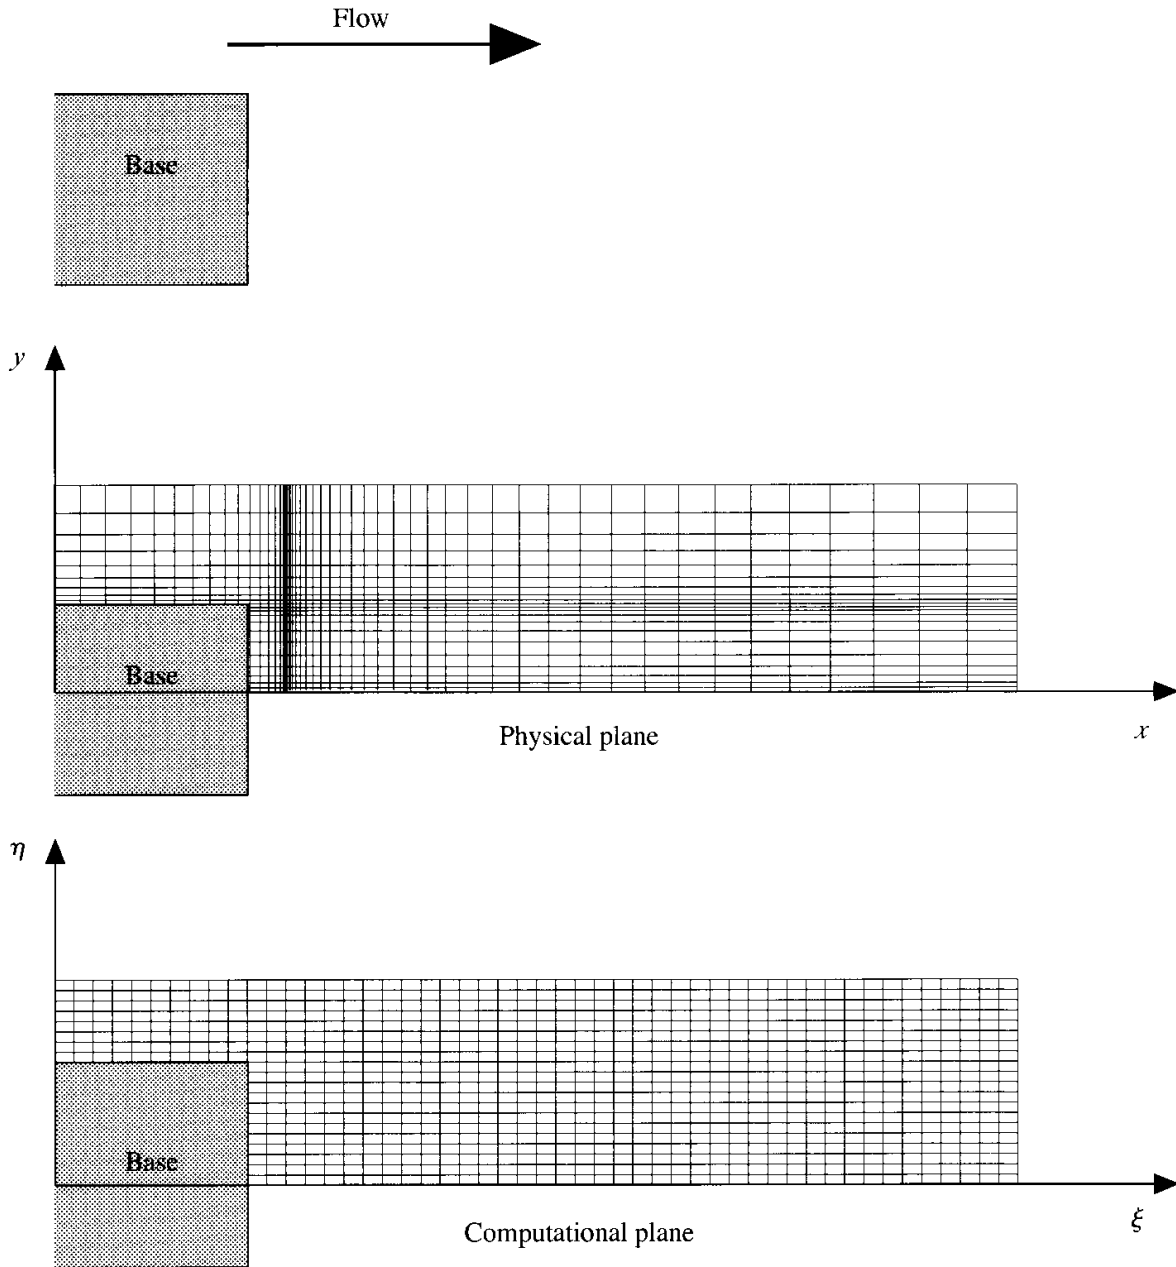 Flow
Base
y
Base
Physical plane
x
η
Base
Computational plane
ξ